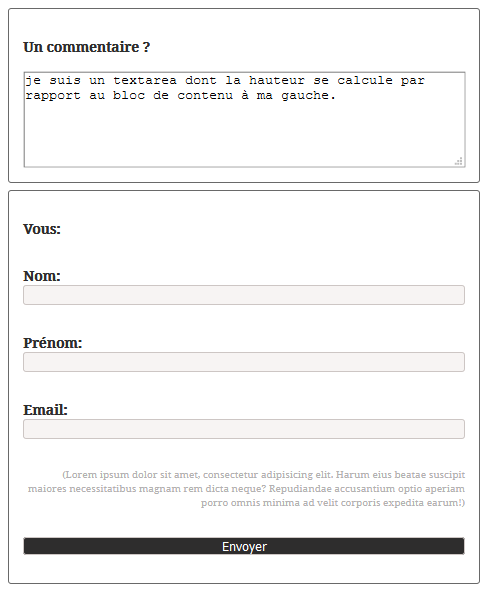 Un commentaire ?
je suis un textarea dont la hauteur se calcule par
rapport au bloc de contenu à ma gauche.
Vous:
Nom:
Prénom:
Email:
(Lorem ipsum dolor sit amet, consectetur adipisicing elit. Harum eius beatae suscipit
maiores necessitatibus magnam rem dicta neque? Repudiandae accusantium optio aperiam
porro omnis minima ad velit corporis expedita earum!)
Envoyer